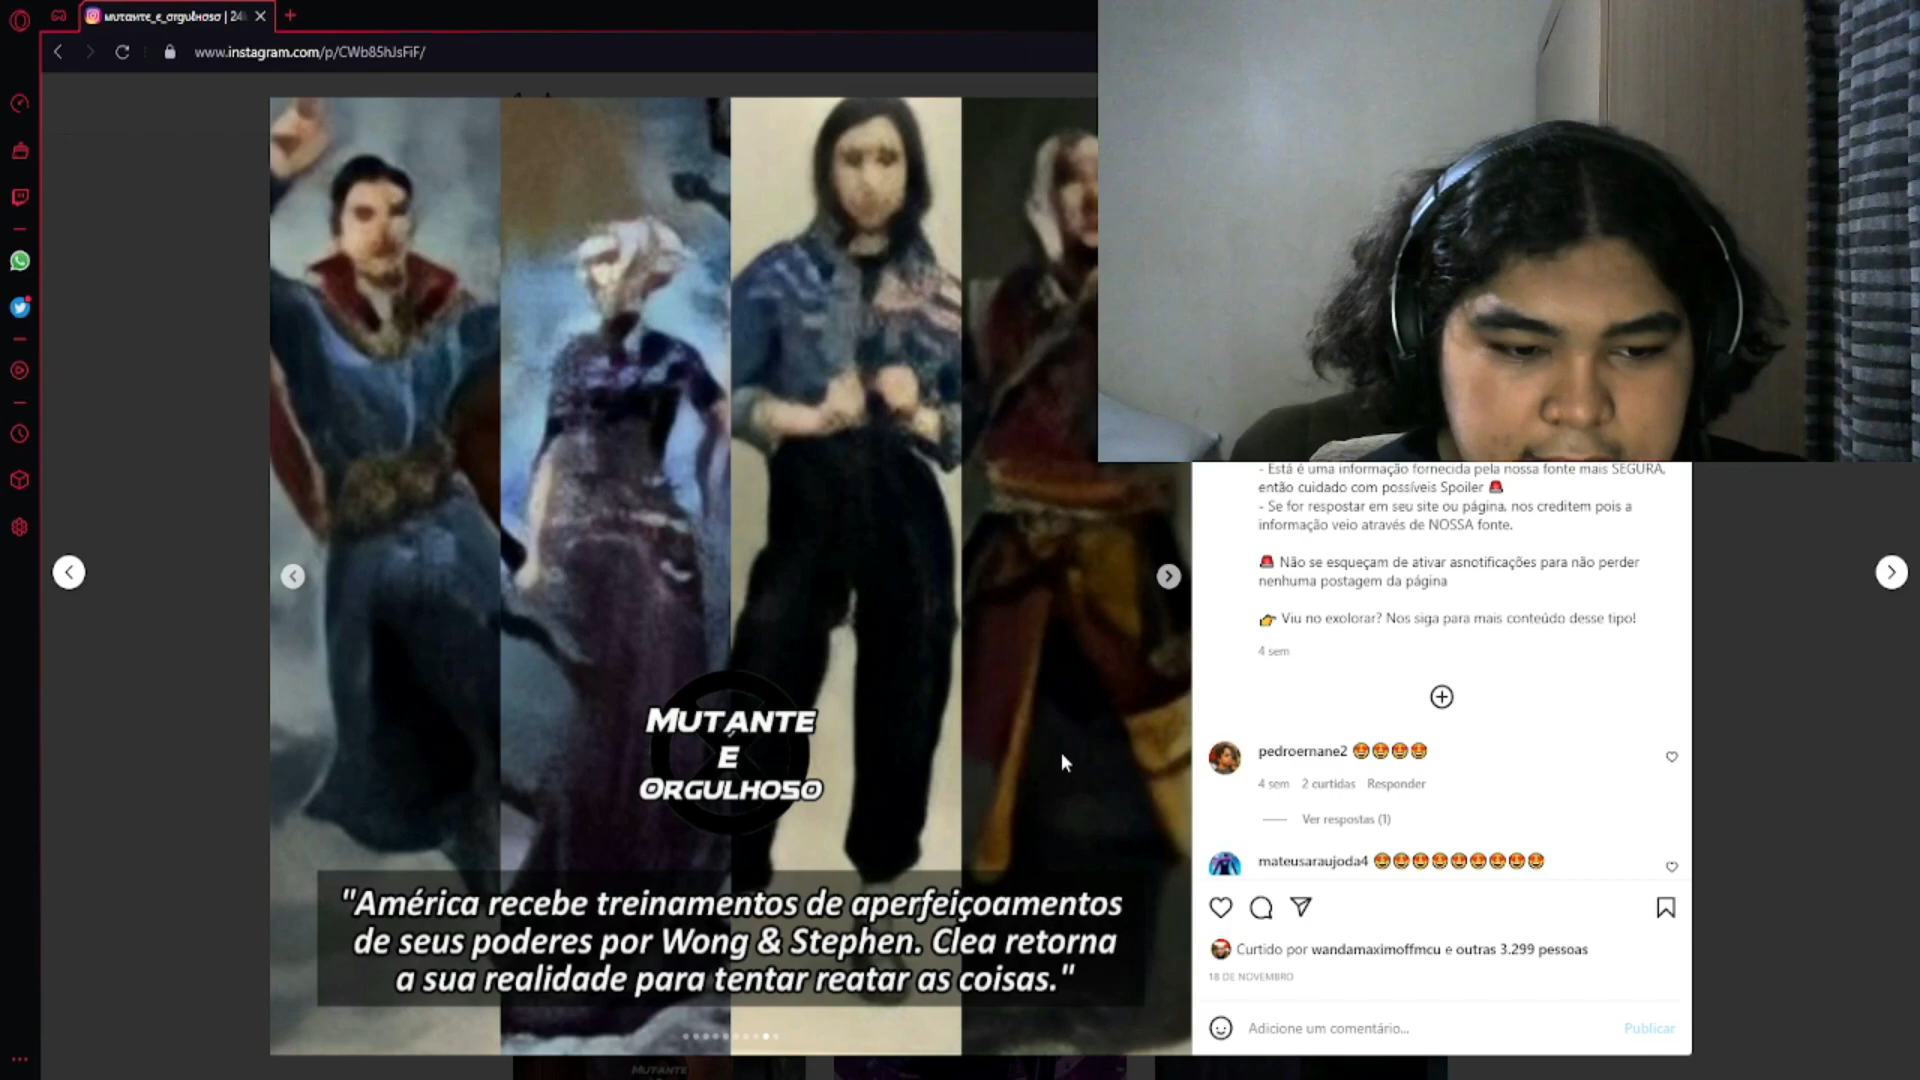 мυтαитє_є_σяgυℓнσѕσ | 24
www.instagram.com/p/CWb85hJsFiF/
MUTANTE
É
ORGULHOSO
"América recebe treinamentos de aperfeiçoamentos
de seus poderes por Wong & Stephen. Clea retorna
a sua realidade para tentar reatar as coisas."
- Está é uma informação fornecida pela nossa fonte mais SEGURA,
então cuidado com possíveis Spoiler 🚨
- Se for respostar em seu site ou página, nos creditem pois a
informação veio através de NOSSA fonte.
🚨 Não se esqueçam de ativar asnotificações para não perder
nenhuma postagem da página
👉 Viu no exolorar? Nos siga para mais conteúdo desse tipo!
4 sem
pedroernane2 🤩🤩🤩🤩
4 sem 2 curtidas Responder
Ver respostas (1)
mateusaraujoda4 🤩🤩🤩🤩🤩🤩🤩🤩🤩
Curtido por wandamaximoffmcu e outras 3.299 pessoas
18 DE NOVEMBRO
Adicione um comentário... Publicar
MUTANTE